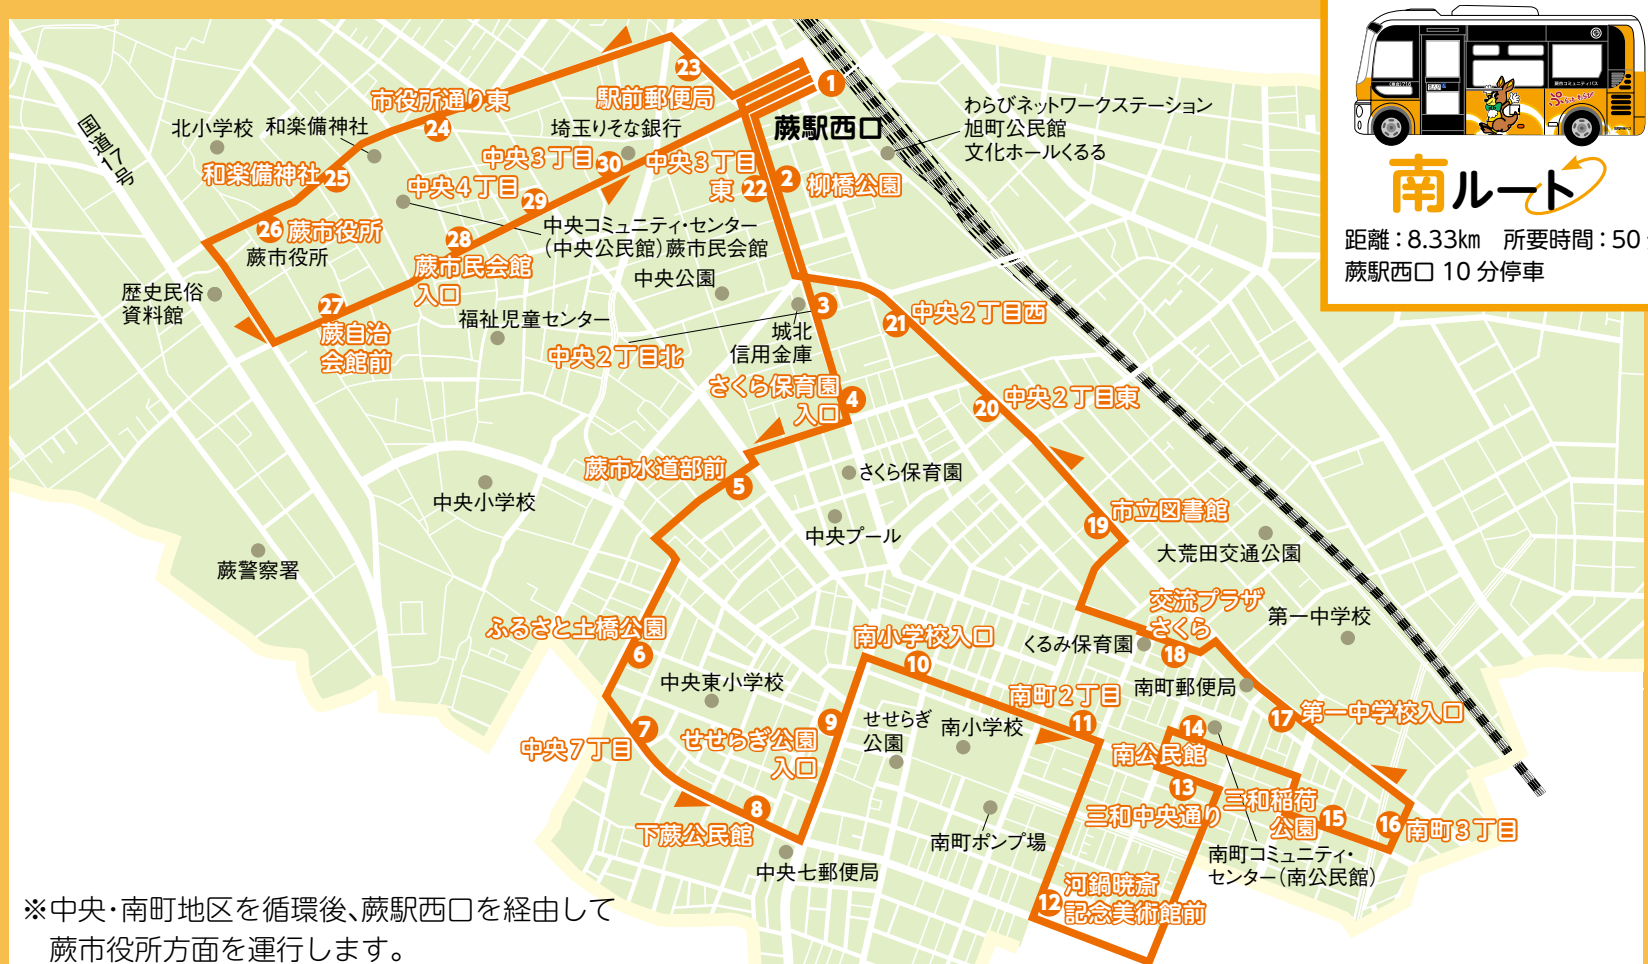 南ルート
距離：8.33km　所要時間：50
蕨駅西口 10 分停車
国道17号
1
蕨駅西口
わらびネットワークステーション
旭町公民館
文化ホールくるる
23
駅前郵便局
市役所通り東
24
北小学校
和楽備神社
和楽備神社
25
埼玉りそな銀行
中央3丁目
30
中央3丁目
東
22
2
柳橋公園
中央4丁目
29
26
蕨市役所
蕨市役所
28
蕨市民会館
入口
中央コミュニティ・センター
（中央公民館）蕨市民会館
中央公園
歴史民俗
資料館
27
蕨自治
会館前
福祉児童センター
3
城北
信用金庫
中央2丁目北
21
中央2丁目西
さくら保育園
入口
4
20
中央2丁目東
蕨市水道部前
5
さくら保育園
中央小学校
中央プール
19
市立図書館
大荒田交通公園
蕨警察署
交流プラザ
さくら
18
第一中学校
くるみ保育園
ふるさと土橋公園
6
南小学校入口
10
中央東小学校
南町郵便局
南町2丁目
11
17
第一中学校入口
7
中央7丁目
せせらぎ公園
入口
9
せせらぎ
公園
南小学校
14
南公民館
13
三和中央通り
三和稲荷
公園
15
16
南町3丁目
8
下蕨公民館
南町ポンプ場
中央七郵便局
南町コミュニティ・
センター（南公民館）
12
河鍋暁斎
記念美術館前
※中央・南町地区を循環後、蕨駅西口を経由して
蕨市役所方面を運行します。